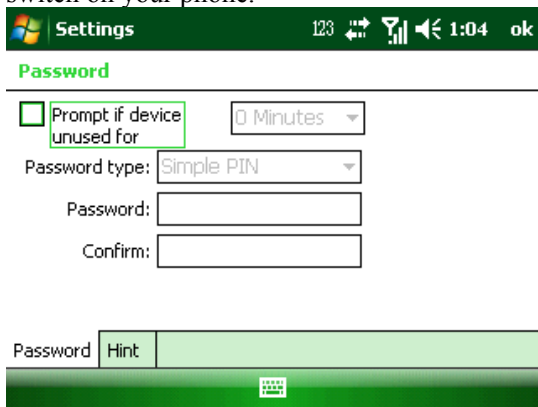 switch on your phone.
Settings 123 1:04 ok
Password
Prompt if device
unused for
0 Minutes
Password type: Simple PIN
Password:
Confirm:
Password Hint